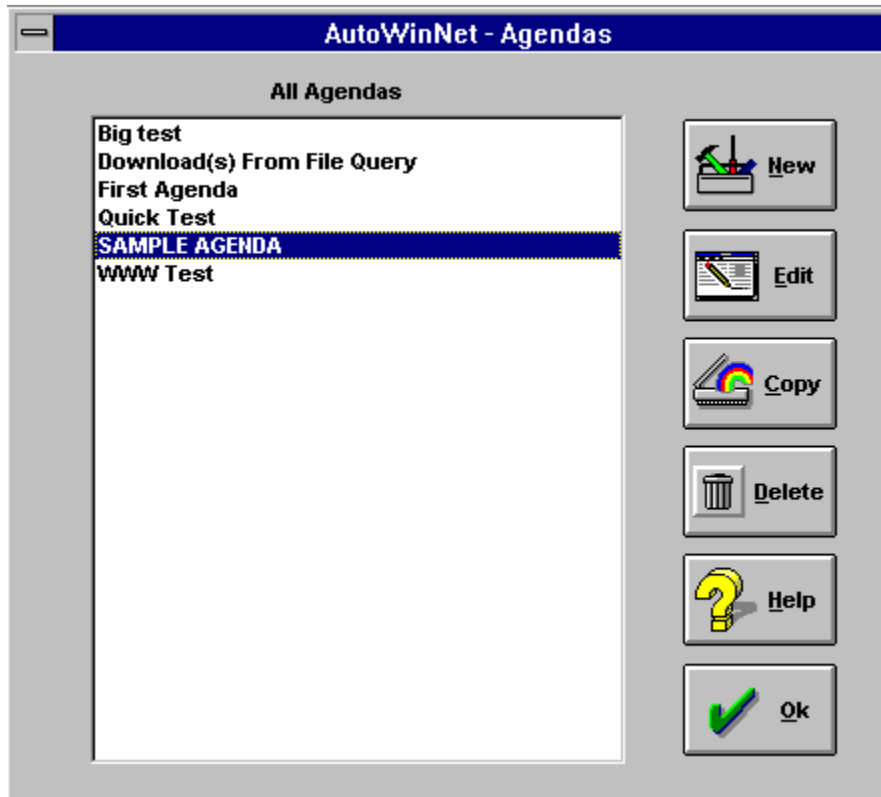 AutoWinNet - Agendas
All Agendas
Big test
Download(s) From File Query
First Agenda
Quick Test
SAMPLE AGENDA
WWW Test
New
Edit
Copy
Delete
Help
Ok